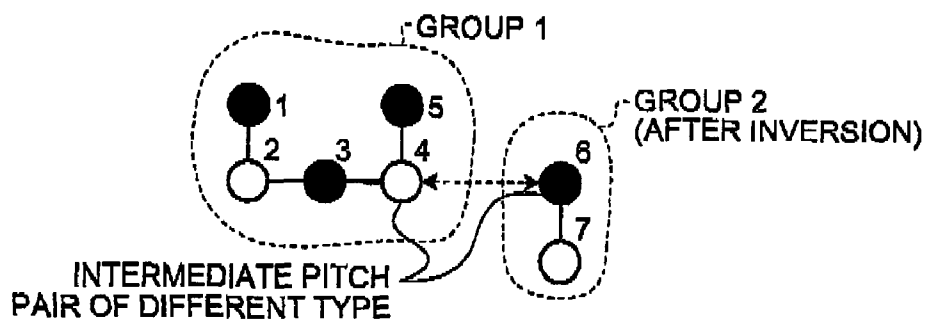 GROUP 1
1
5
GROUP 2
(AFTER INVERSION)
2
3
4
6
7
INTERMEDIATE PITCH
PAIR OF DIFFERENT TYPE